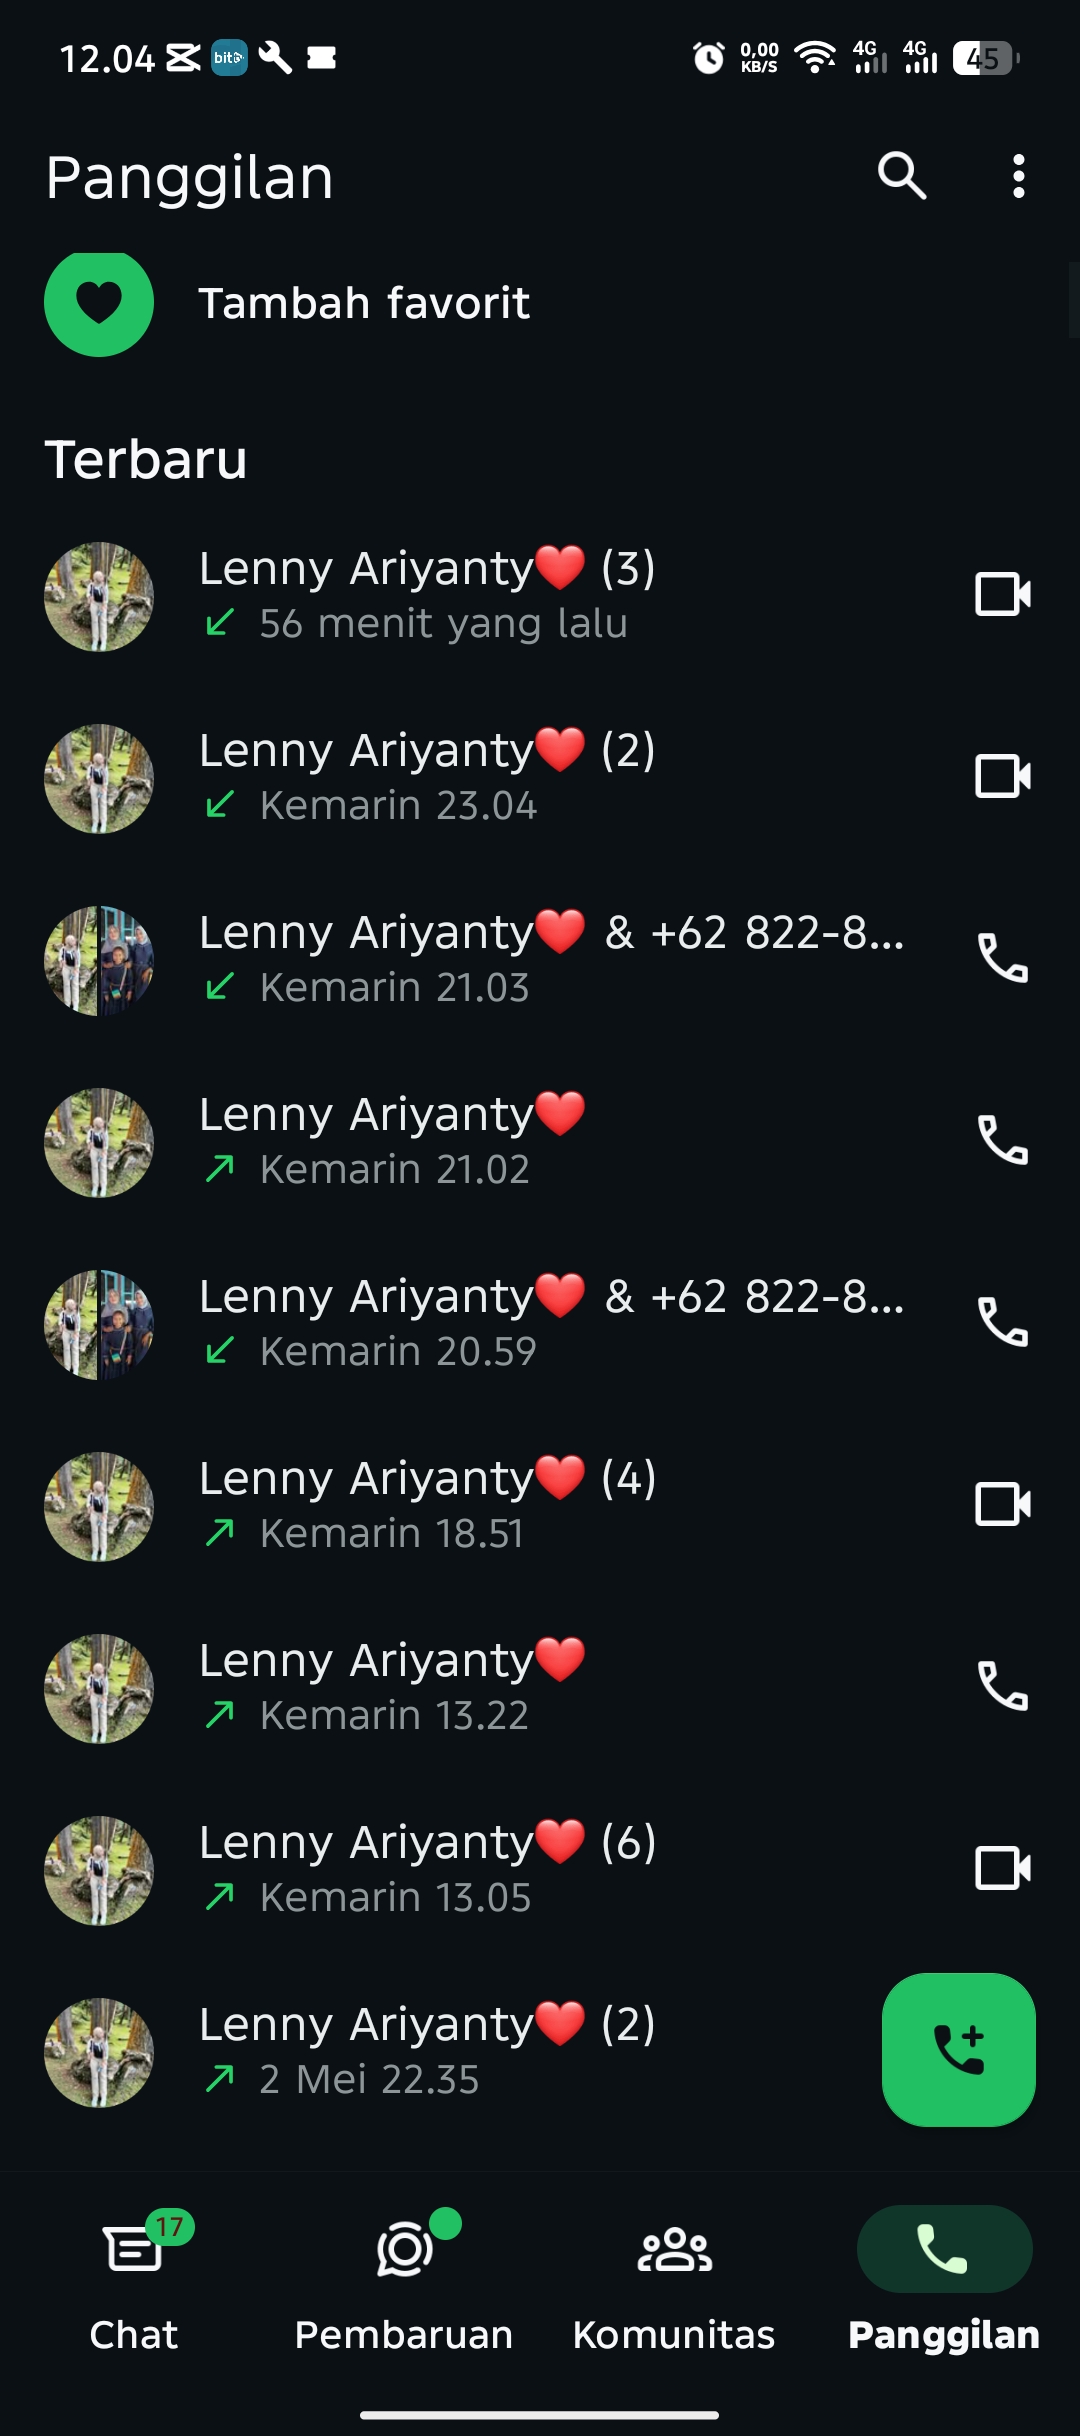 12.04 bit 0,00 KB/S 4G 4G 45
Panggilan
Tambah favorit
Terbaru
Lenny Ariyanty❤️ (3)
56 menit yang lalu
Lenny Ariyanty❤️ (2)
Kemarin 23.04
Lenny Ariyanty❤️ & +62 822-8...
Kemarin 21.03
Lenny Ariyanty❤️
Kemarin 21.02
Lenny Ariyanty❤️ & +62 822-8...
Kemarin 20.59
Lenny Ariyanty❤️ (4)
Kemarin 18.51
Lenny Ariyanty❤️
Kemarin 13.22
Lenny Ariyanty❤️ (6)
Kemarin 13.05
Lenny Ariyanty❤️ (2)
2 Mei 22.35
17
Chat Pembaruan Komunitas Panggilan